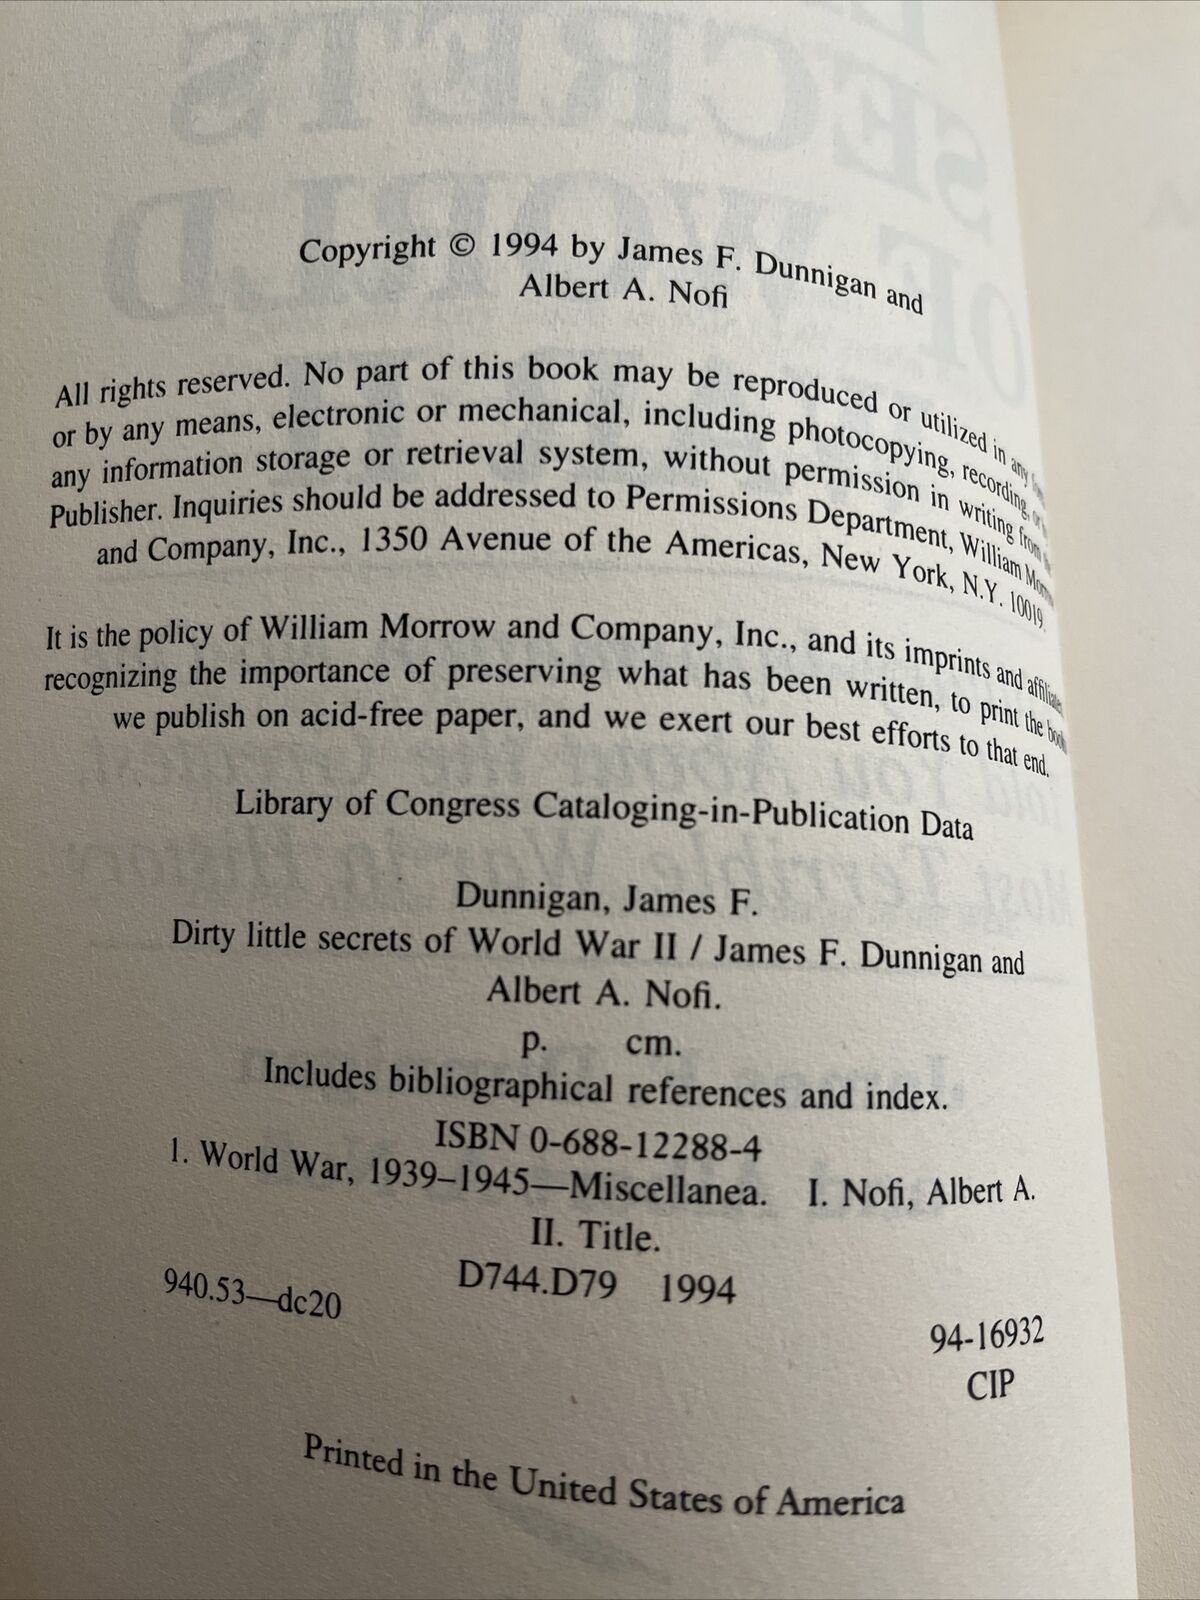 Copyright © 1994 by James F. Dunnigan and
Albert A. Nofi
All rights reserved. No part of this book may be reproduced or utilized in any
or by any means, electronic or mechanical, including photocopying, recording, or
any information storage or retrieval system, without permission in writing from the
Publisher. Inquiries should be addressed to Permissions Department, William Morrow
and Company, Inc., 1350 Avenue of the Americas, New York, N.Y. 10019.
It is the policy of William Morrow and Company, Inc., and its imprints and affiliates,
recognizing the importance of preserving what has been written, to print the books
we publish on acid-free paper, and we exert our best efforts to that end.
Library of Congress Cataloging-in-Publication Data
Dunnigan, James F.
Dirty little secrets of World War II / James F. Dunnigan and
Albert A. Nofi.
p. cm.
Includes bibliographical references and index.
ISBN 0-688-12288-4
1. World War, 1939–1945—Miscellanea. I. Nofi, Albert A.
II. Title.
D744.D79 1994
940.53—dc20
94-16932
CIP
Printed in the United States of America